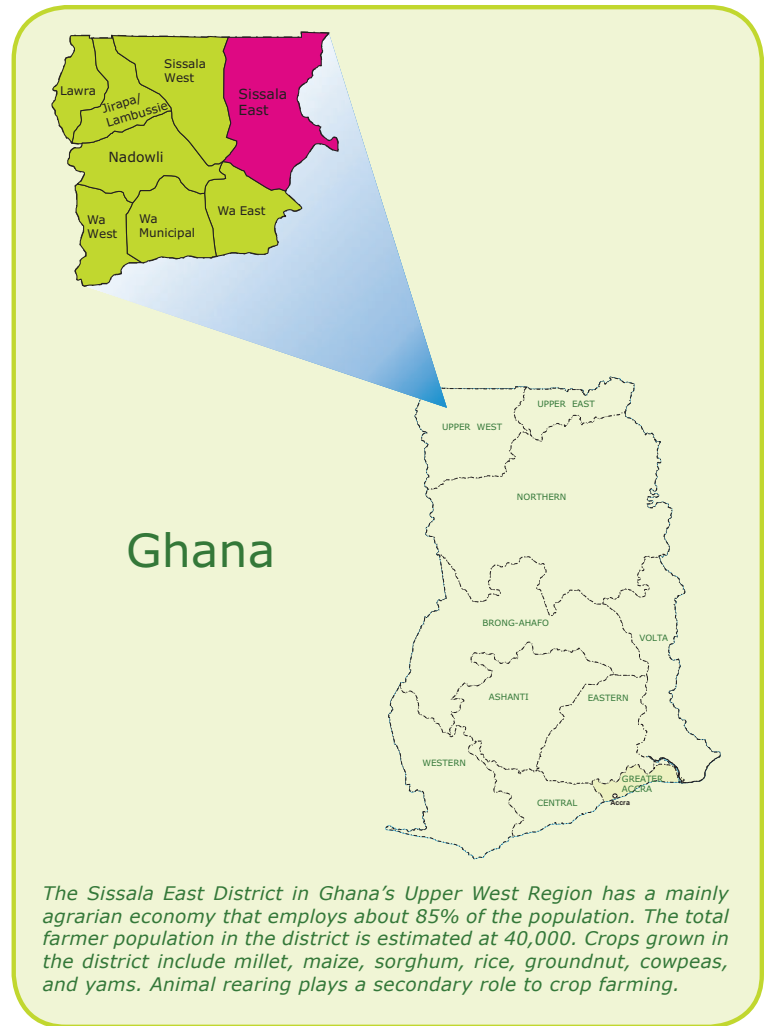 Lawra
Jirapa/
Lambussie
Sissala
West
Sissala
East
Nadowli
Wa
West
Wa
Municipal
Wa East
UPPER WEST
UPPER EAST
NORTHERN
Ghana
BRONG-AHAFO
VOLTA
ASHANTI
EASTERN
WESTERN
CENTRAL
GREATER
ACCRA
Accra
The Sissala East District in Ghana’s Upper West Region has a mainly
agrarian economy that employs about 85% of the population. The total
farmer population in the district is estimated at 40,000. Crops grown in
the district include millet, maize, sorghum, rice, groundnut, cowpeas,
and yams. Animal rearing plays a secondary role to crop farming.